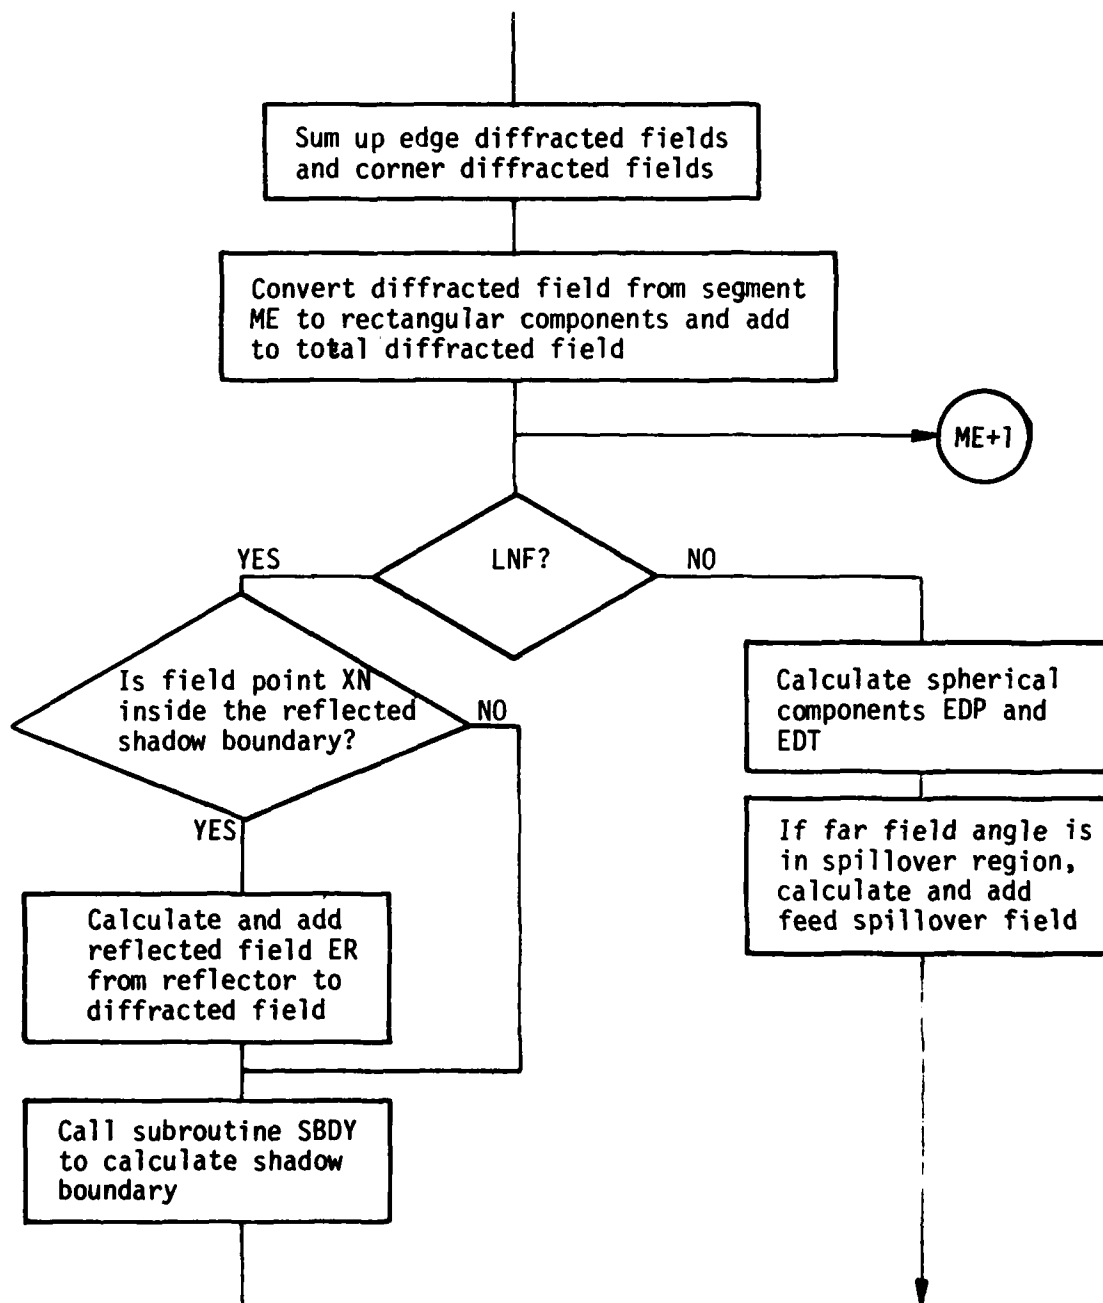 Sum up edge diffracted fields
and corner diffracted fields
Convert diffracted field from segment
ME to rectangular components and add
to total diffracted field
ME+1
LNF?
YES
NO
Is field point XN
inside the reflected
shadow boundary?
NO
YES
Calculate spherical
components EDP and
EDT
If far field angle is
in spillover region,
calculate and add
feed spillover field
Calculate and add
reflected field ER
from reflector to
diffracted field
Call subroutine SBDY
to calculate shadow
boundary